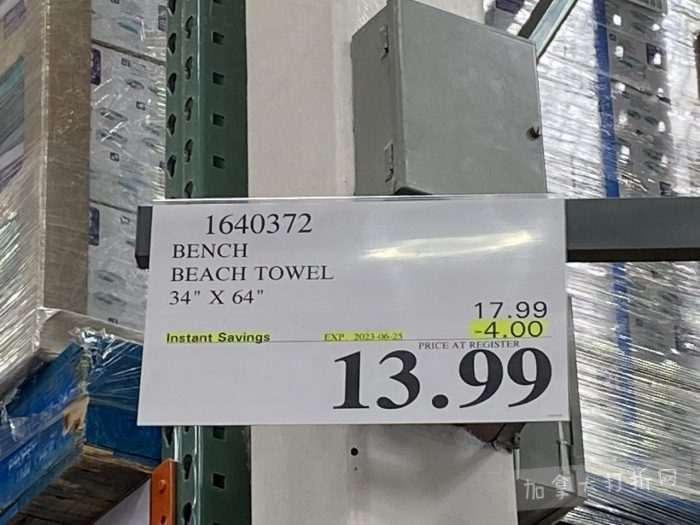 1640372
BENCH
BEACH TOWEL
34" X 64"
17.99
Instant Savings EXP. 2023-06-25 -4.00
PRICE AT REGISTER
13.99
加拿大打折网